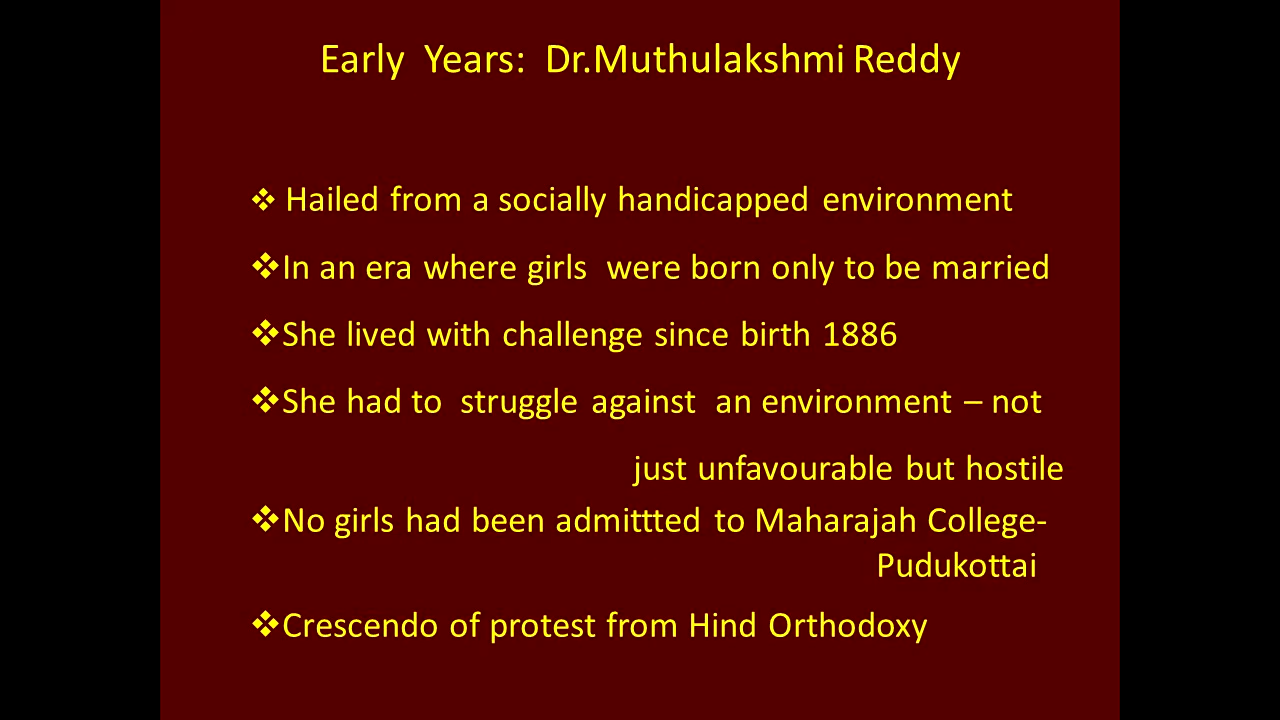 Early Years: Dr.Muthulakshmi Reddy
❖ Hailed from a socially handicapped environment
❖In an era where girls were born only to be married
❖She lived with challenge since birth 1886
❖She had to struggle against an environment – not
just unfavourable but hostile
❖No girls had been admittted to Maharajah College-
Pudukottai
❖Crescendo of protest from Hind Orthodoxy